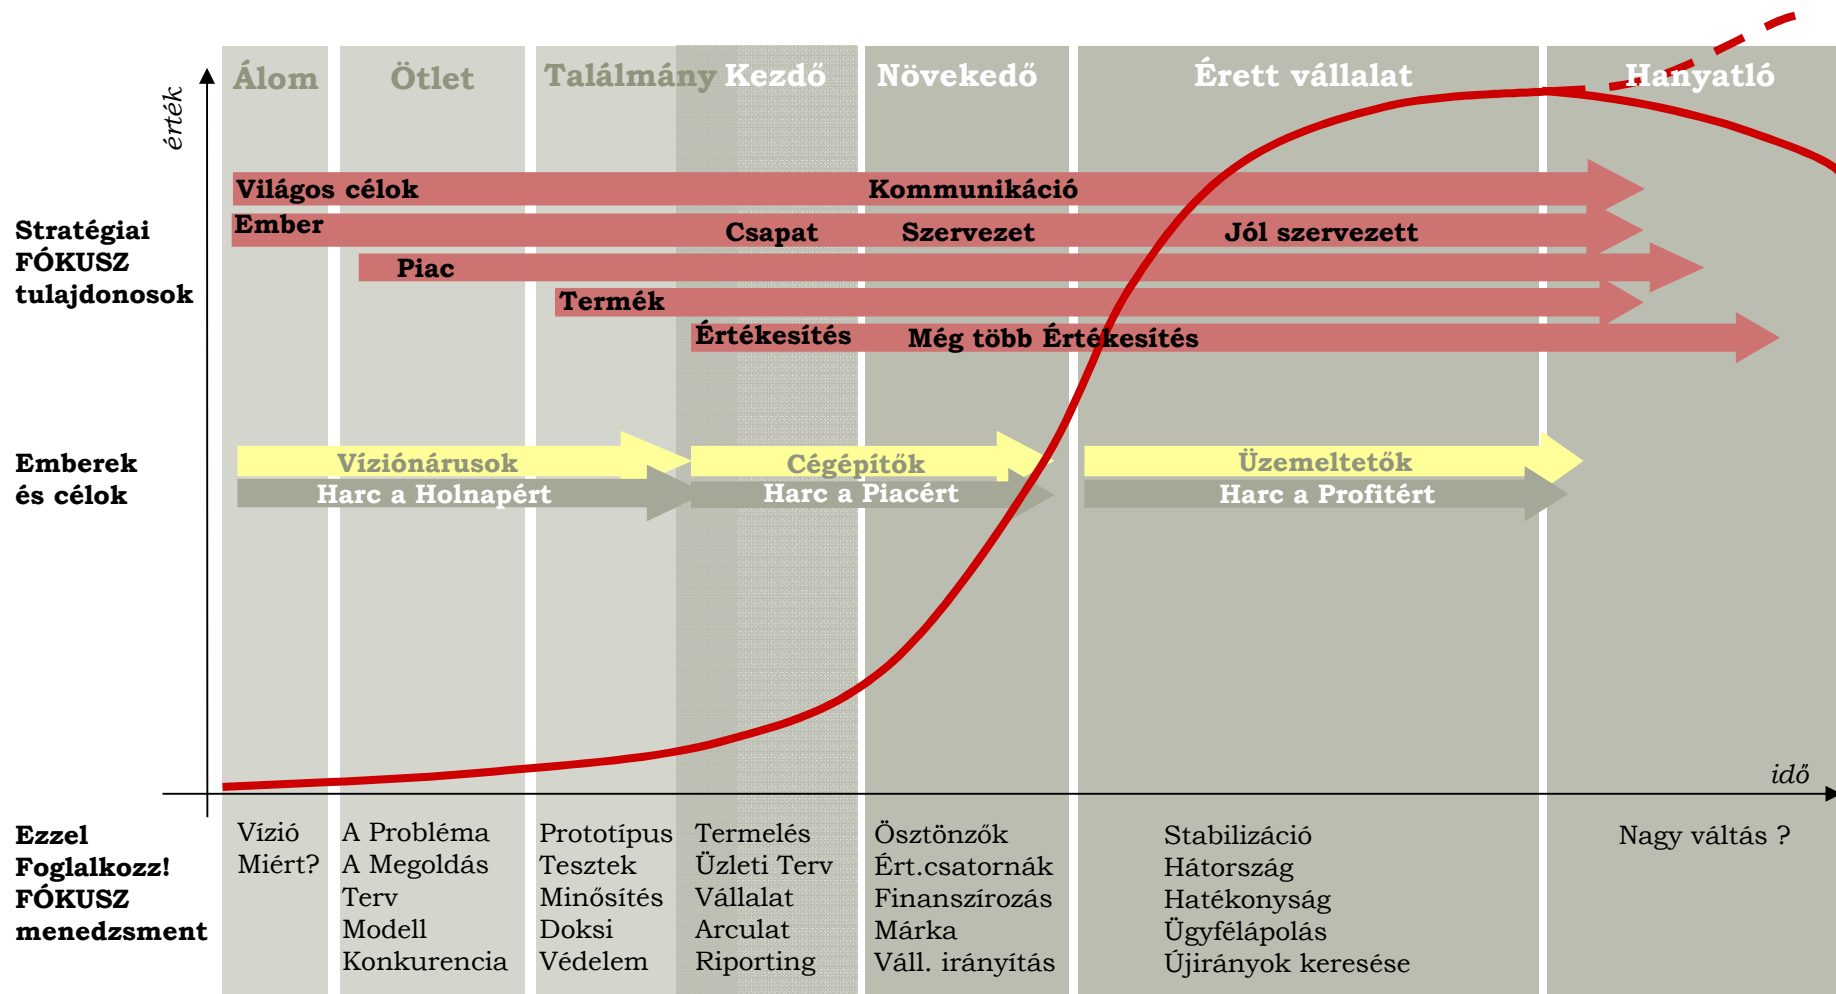 érték
Álom
Ötlet
Találmány
Kezdő
Növekedő
Érett vállalat
Hanyatló
Stratégiai
FÓKUSZ
tulajdonosok
Világos célok
Kommunikáció
Ember
Csapat
Szervezet
Jól szervezett
Piac
Termék
Értékesítés
Még több Értékesítés
Emberek
és célok
Víziónárusok
Cégépítők
Üzemeltetők
Harc a Holnapért
Harc a Piacért
Harc a Profitért
idő
Ezzel
Foglalkozz!
FÓKUSZ
menedzsment
Vízió
Miért?
A Probléma
A Megoldás
Terv
Modell
Konkurencia
Prototípus
Tesztek
Minősítés
Doksi
Védelem
Termelés
Üzleti Terv
Vállalat
Arculat
Riporting
Ösztönzők
Ért.csatornák
Finanszírozás
Márka
Váll. irányítás
Stabilizáció
Hátország
Hatékonyság
Ügyfélápolás
Újirányok keresése
Nagy váltás ?